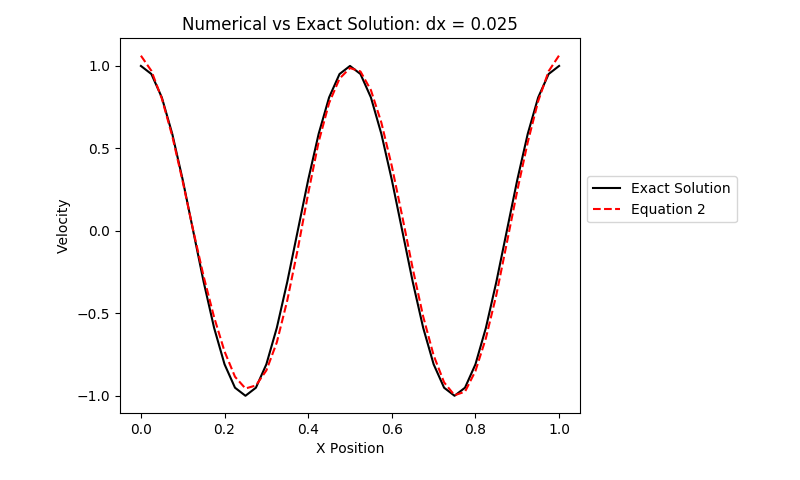 Numerical vs Exact Solution: dx = 0.025
Velocity
1.0
0.5
0.0
−0.5
−1.0
0.0 0.2 0.4 0.6 0.8 1.0
X Position
Exact Solution
Equation 2